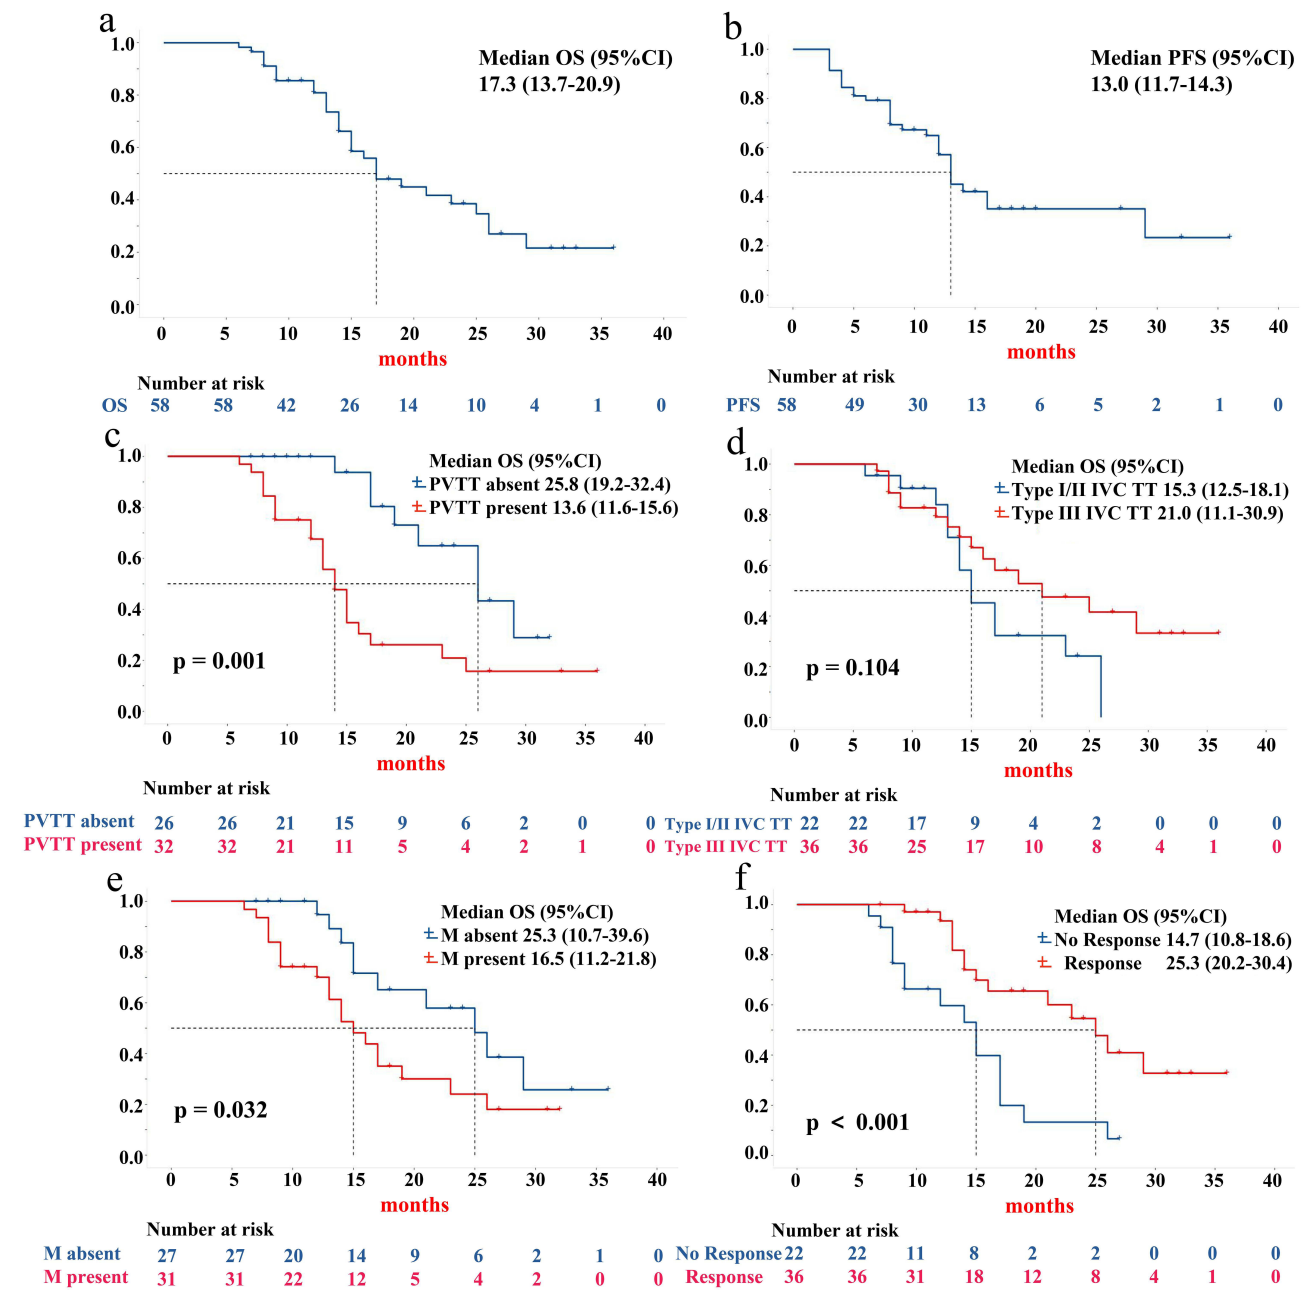 a
Median OS (95%CI)
17.3 (13.7-20.9)
1.0
0.8
0.6
0.4
0.2
0.0
0 5 10 15 20 25 30 35 40
months
Number at risk
OS 58 58 42 26 14 10 4 1 0
b
Median PFS (95%CI)
13.0 (11.7-14.3)
1.0
0.8
0.6
0.4
0.2
0.0
0 5 10 15 20 25 30 35 40
months
Number at risk
PFS 58 49 30 13 6 5 2 1 0
c
Median OS (95%CI)
PVTT absent 25.8 (19.2-32.4)
PVTT present 13.6 (11.6-15.6)
1.0
0.8
0.6
0.4
0.2
0.0
p = 0.001
0 5 10 15 20 25 30 35 40
months
Number at risk
PVTT absent 26 26 21 15 9 6 2 0 0
PVTT present 32 32 21 11 5 4 2 1 0
d
Median OS (95%CI)
Type I/II IVC TT 15.3 (12.5-18.1)
Type III IVC TT 21.0 (11.1-30.9)
1.0
0.8
0.6
0.4
0.2
0.0
p = 0.104
0 5 10 15 20 25 30 35 40
months
Number at risk
Type I/II IVC TT 22 22 17 9 4 2 0 0 0
Type III IVC TT 36 36 25 17 10 8 4 1 0
e
Median OS (95%CI)
M absent 25.3 (10.7-39.6)
M present 16.5 (11.2-21.8)
1.0
0.8
0.6
0.4
0.2
0.0
p = 0.032
0 5 10 15 20 25 30 35 40
months
Number at risk
M absent 27 27 20 14 9 6 2 1 0
M present 31 31 22 12 5 4 2 0 0
f
Median OS (95%CI)
No Response 14.7 (10.8-18.6)
Response 25.3 (20.2-30.4)
1.0
0.8
0.6
0.4
0.2
0.0
p < 0.001
0 5 10 15 20 25 30 35 40
months
Number at risk
No Response 22 22 11 8 2 2 0 0 0
Response 36 36 31 18 12 8 4 1 0